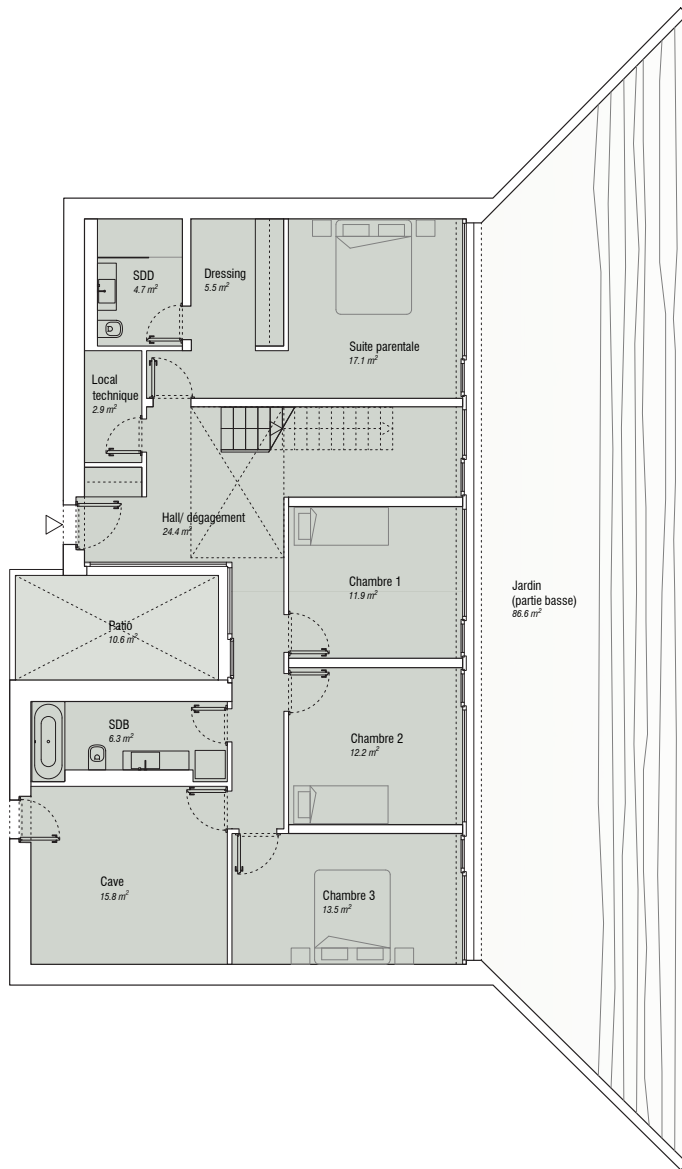 SDD
4.7 m²
Dressing
5.5 m²
Suite parentale
17.1 m²
Local
technique
2.9 m²
Hall/ dégagement
24.4 m²
Chambre 1
11.9 m²
Jardin
(partie basse)
86.6 m²
Patio
10.6 m²
SDB
6.3 m²
Chambre 2
12.2 m²
Cave
15.8 m²
Chambre 3
13.5 m²